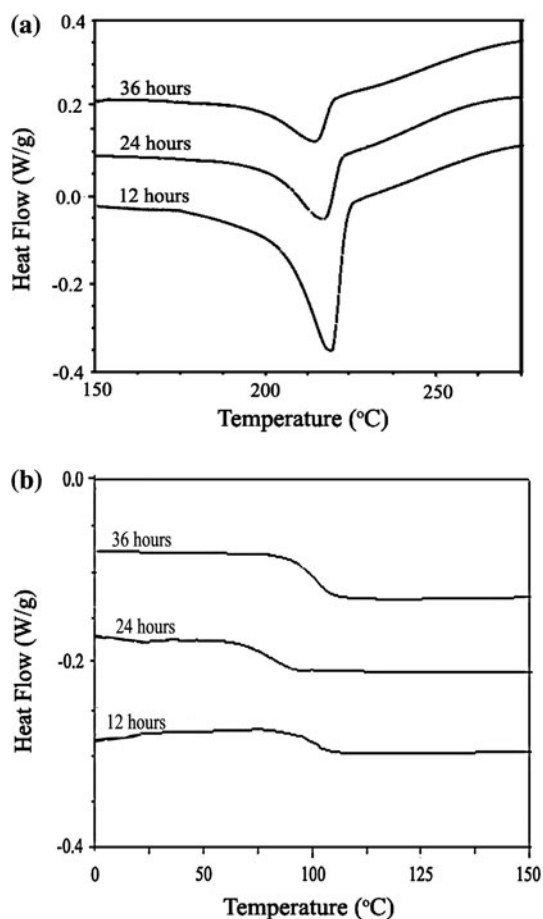 (a)
0.4
0.2
0.0
-0.2
-0.4
Heat Flow (W/g)
36 hours
24 hours
12 hours
150
200
250
Temperature (°C)
(b)
0.0
-0.2
-0.4
Heat Flow (W/g)
36 hours
24 hours
12 hours
0
50
100
125
150
Temperature (°C)